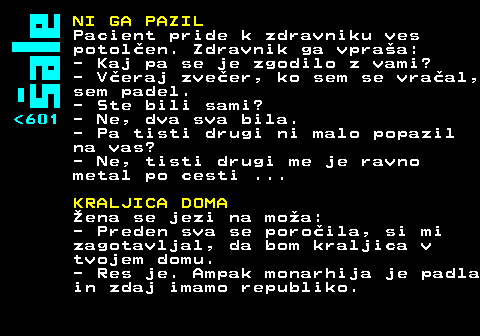 šale
<601
NI GA PAZIL
Pacient pride k zdravniku ves
potolčen. Zdravnik ga vpraša:
- Kaj pa se je zgodilo z vami?
- Včeraj zvečer, ko sem se vračal,
sem padel.
- Ste bili sami?
- Ne, dva sva bila.
- Pa tisti drugi ni malo popazil
na vas?
- Ne, tisti drugi me je ravno
metal po cesti ...
KRALJICA DOMA
Žena se jezi na moža:
- Preden sva se poročila, si mi
zagotavljal, da bom kraljica v
tvojem domu.
- Res je. Ampak monarhija je padla
in zdaj imamo republiko.